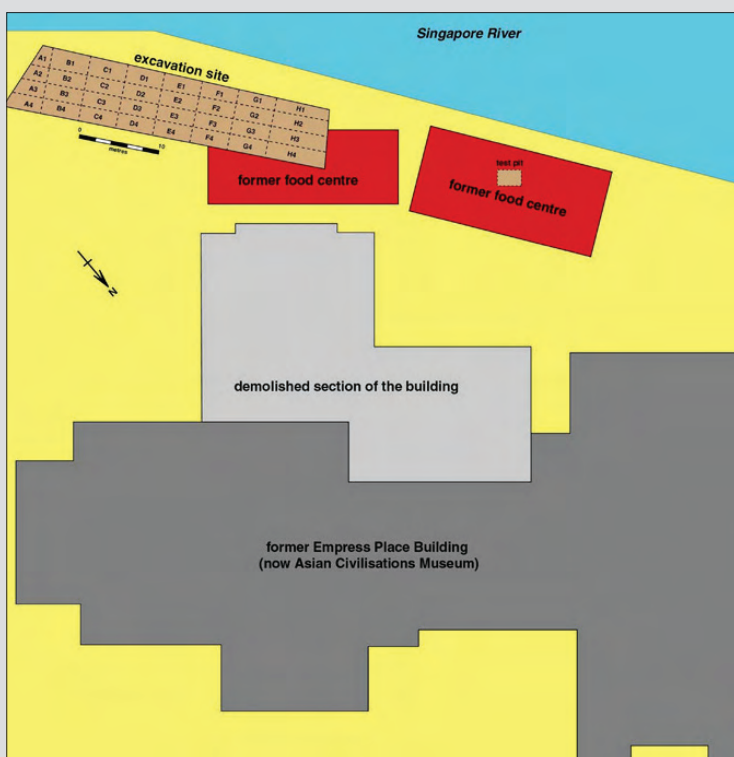 Singapore River
excavation site
A1 B1 C1 D1 E1 F1 G1 H1
A2 B2 C2 D2 E2 F2 G2 H2
A3 B3 C3 D3 E3 F3 G3 H3
A4 B4 C4 D4 E4 F4 G4 H4
0 10
metres
former food centre
test pit
former food centre
N
demolished section of the building
former Empress Place Building
(now Asian Civilisations Museum)